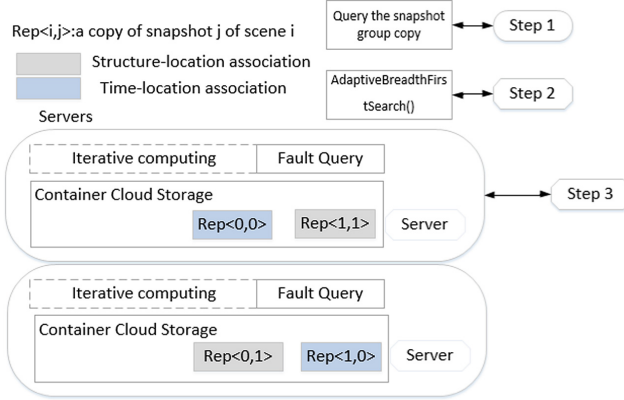 Rep<i,j>:a copy of snapshot j of scene i
Structure-location association
Time-location association
Query the snapshot
group copy
Step 1
AdaptiveBreadthFirs
tSearch()
Step 2
Servers
Iterative computing
Fault Query
Container Cloud Storage
Rep<0,0>
Rep<1,1>
Server
Step 3
Iterative computing
Fault Query
Container Cloud Storage
Rep<0,1>
Rep<1,0>
Server